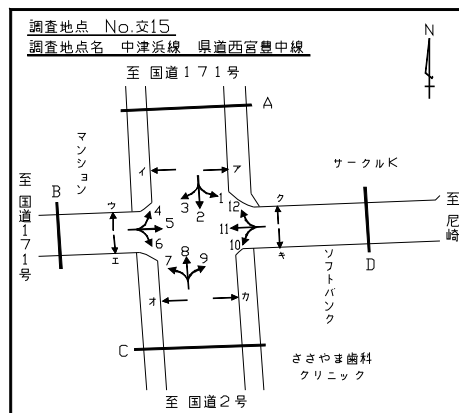 調査地点 No.交15
調査地点名 中津浜線 県道西宮豊中線
N
至 国道171号
A
マンション
サークルK
イ
ア
至 国道171号
B
ウ
エ
1
2
3
4
5
6
7
8
9
10
11
12
ク
キ
至 尼崎
D
ソフトバンク
オ
カ
C
ささやま歯科
クリニック
至 国道2号